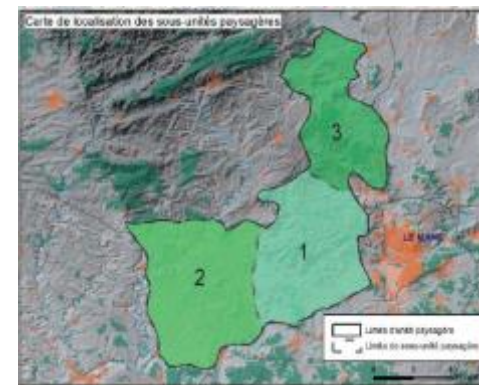 Carte de localisation des sous-unités paysagères
3
LE MANS
1
2
Limite d'unité paysagère
Limite de sous-unité paysagère